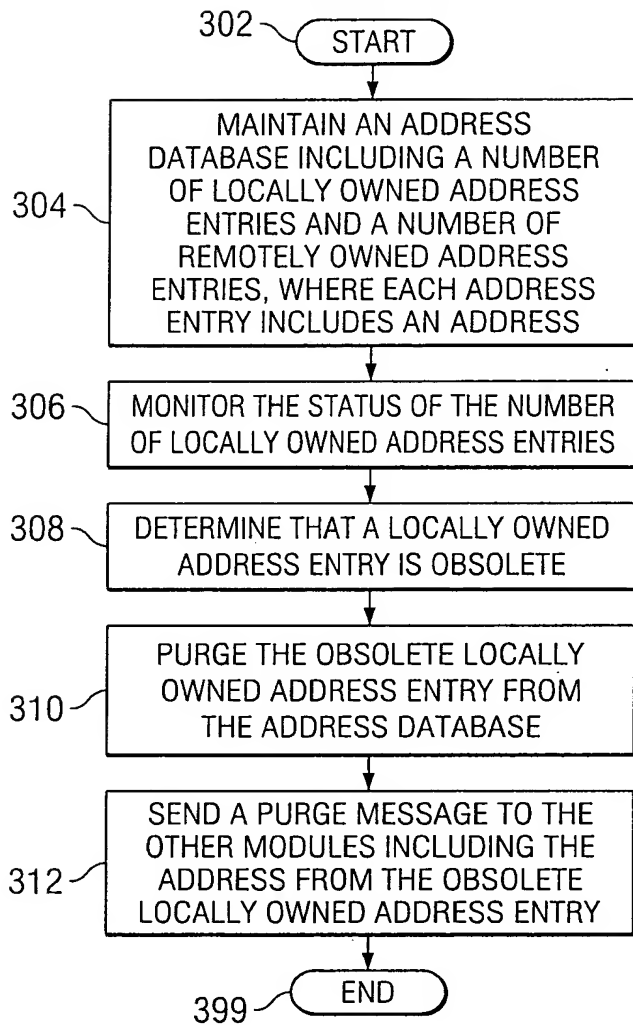 302
START
304
MAINTAIN AN ADDRESS
DATABASE INCLUDING A NUMBER
OF LOCALLY OWNED ADDRESS
ENTRIES AND A NUMBER OF
REMOTELY OWNED ADDRESS
ENTRIES, WHERE EACH ADDRESS
ENTRY INCLUDES AN ADDRESS
306
MONITOR THE STATUS OF THE NUMBER
OF LOCALLY OWNED ADDRESS ENTRIES
308
DETERMINE THAT A LOCALLY OWNED
ADDRESS ENTRY IS OBSOLETE
310
PURGE THE OBSOLETE LOCALLY
OWNED ADDRESS ENTRY FROM
THE ADDRESS DATABASE
312
SEND A PURGE MESSAGE TO THE
OTHER MODULES INCLUDING THE
ADDRESS FROM THE OBSOLETE
LOCALLY OWNED ADDRESS ENTRY
399
END